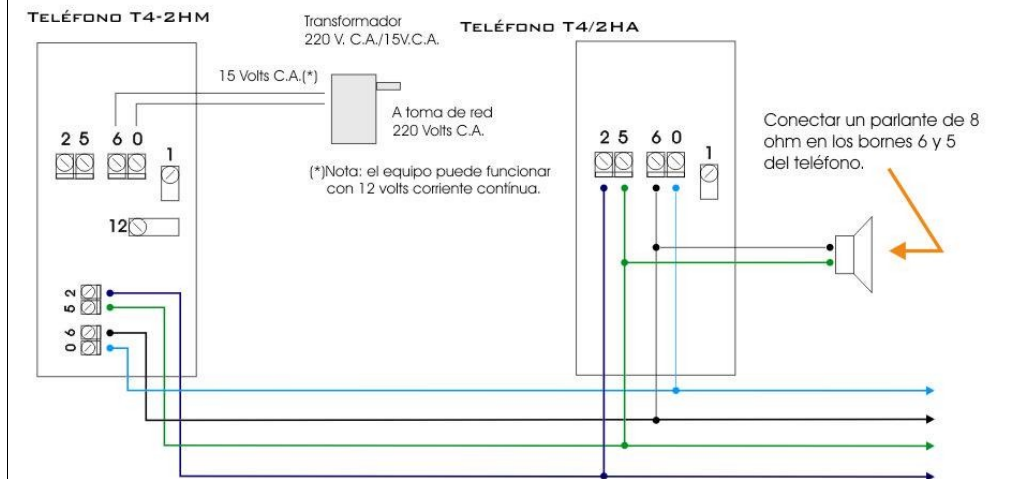 TELÉFONO T4-2HM
Transformador
220 V. C.A./15V.C.A.
TELÉFONO T4/2HA
15 Volts C.A.(*)
A toma de red
220 Volts C.A.
(*)Nota: el equipo puede funcionar
con 12 volts corriente contínua.
Conectar un parlante de 8
ohm en los bornes 6 y 5
del teléfono.
2 5 6 0
1
12
2
5
6
0
2 5 6 0
1